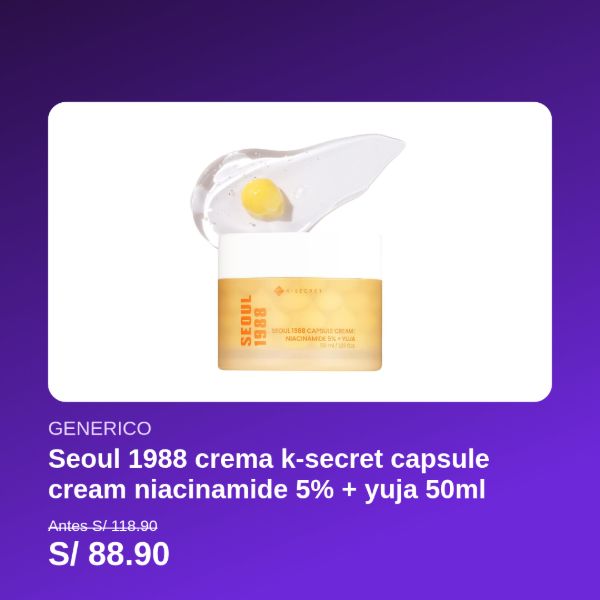 K·SECRET
SEOUL
1988
SEOUL 1988 CAPSULE CREAM:
NIACINAMIDE 5% + YUJA
GENERICO
Seoul 1988 crema k-secret capsule
cream niacinamide 5% + yuja 50ml
Antes S/ 118.90
S/ 88.90